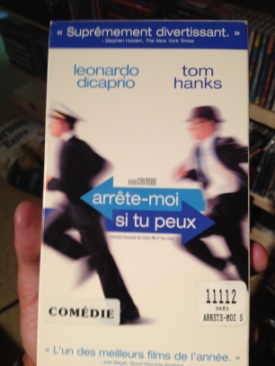 « Suprêmement divertissant. »
- Stephen Holden, The New York Times
leonardo
dicaprio
tom
hanks
arrête-moi
si tu peux
COMÉDIE
11112
ARRETE-MOI S
« L'un des meilleurs films de l'année. »